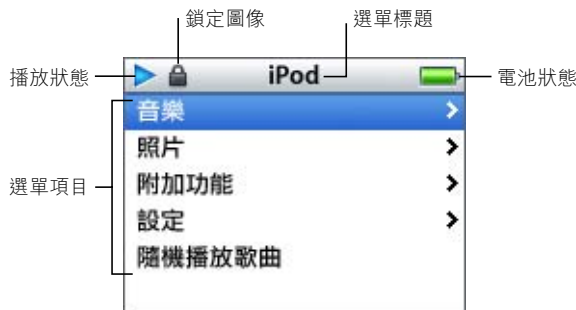 鎖定圖像
選單標題
播放狀態
iPod
電池狀態
音樂
照片
選單項目
附加功能
設定
隨機播放歌曲